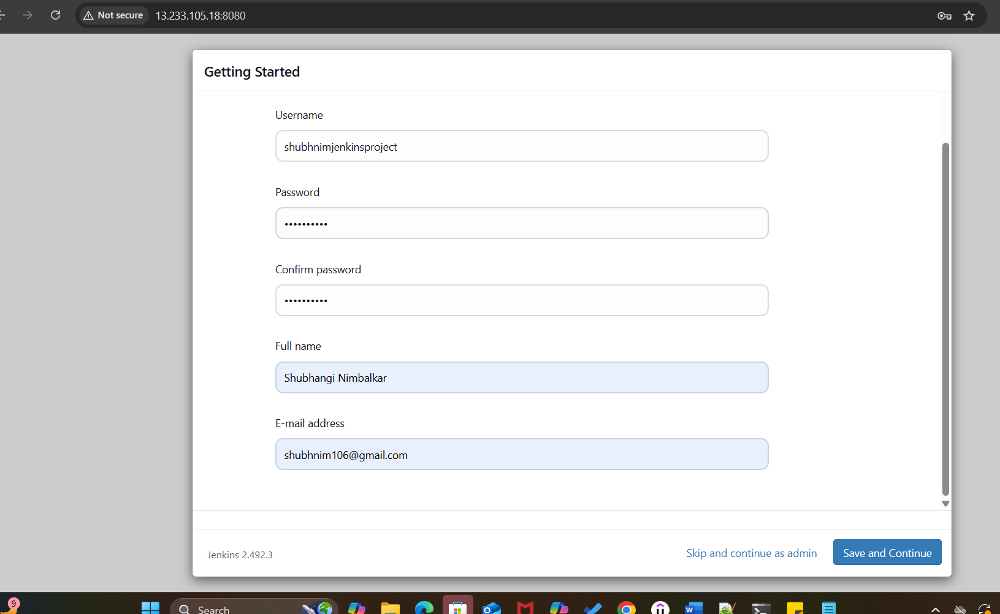 Not secure 13.233.105.18:8080
Getting Started
Username
shubhnimjenkinsproject
Password
••••••••••
Confirm password
••••••••••
Full name
Shubhangi Nimbalkar
E-mail address
shubhnim106@gmail.com
Jenkins 2.492.3
Skip and continue as admin
Save and Continue
9
Search